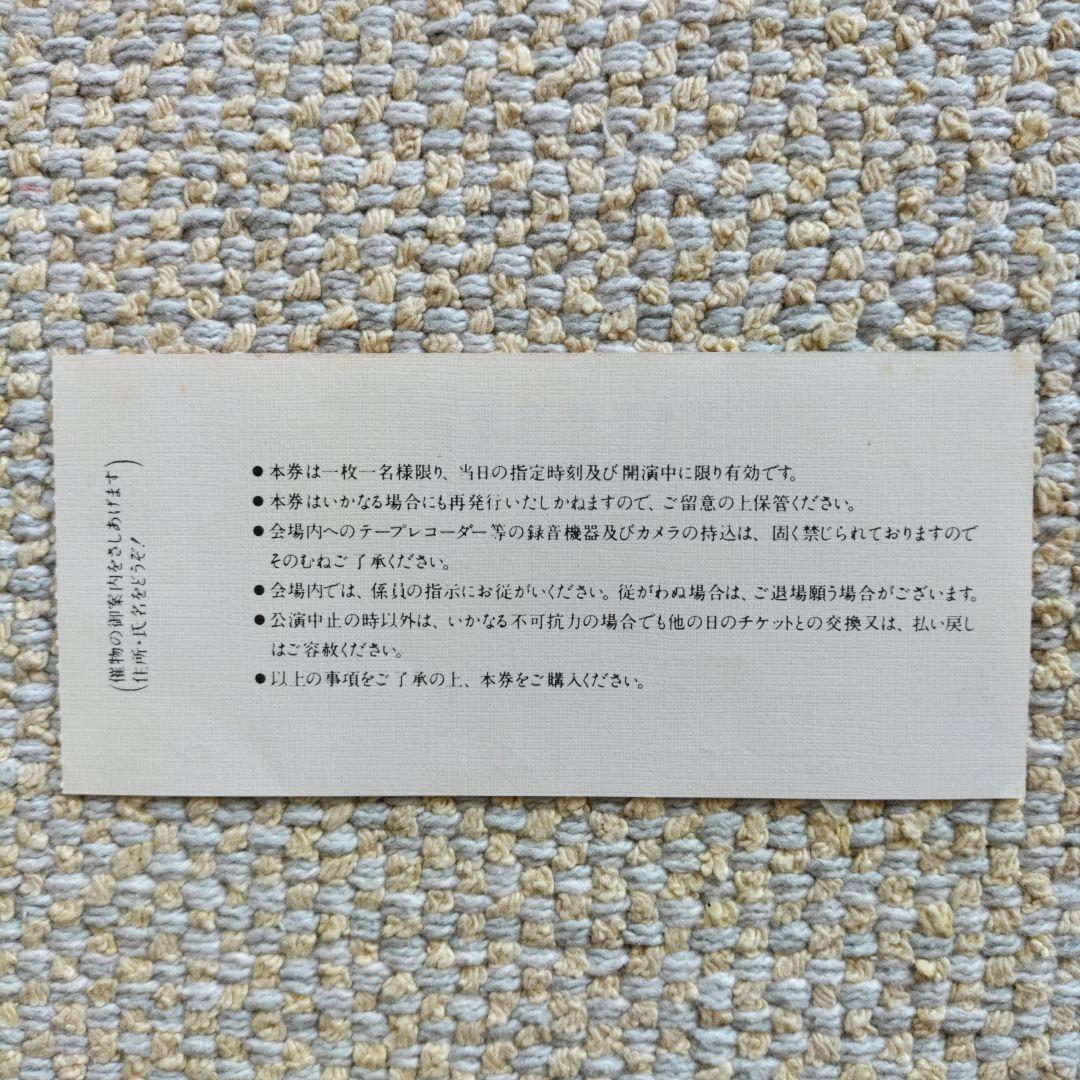 (催物の御案内をさしあげます)
(住所・氏名をどうぞ!)
●本券は一枚一名様限り、当日の指定時刻及び開演中に限り有効です。
●本券はいかなる場合にも再発行いたしかねますので、ご留意の上保管ください。
●会場内へのテープレコーダー等の録音機器及びカメラの持込は、固く禁じられておりますので
そのむねご了承ください。
●会場内では、係員の指示にお従がいください。従がわぬ場合は、ご退場願う場合がございます。
●公演中止の時以外は、いかなる不可抗力の場合でも他の日のチケットとの交換又は、払い戻し
はご容赦ください。
●以上の事項をご了承の上、本券をご購入ください。